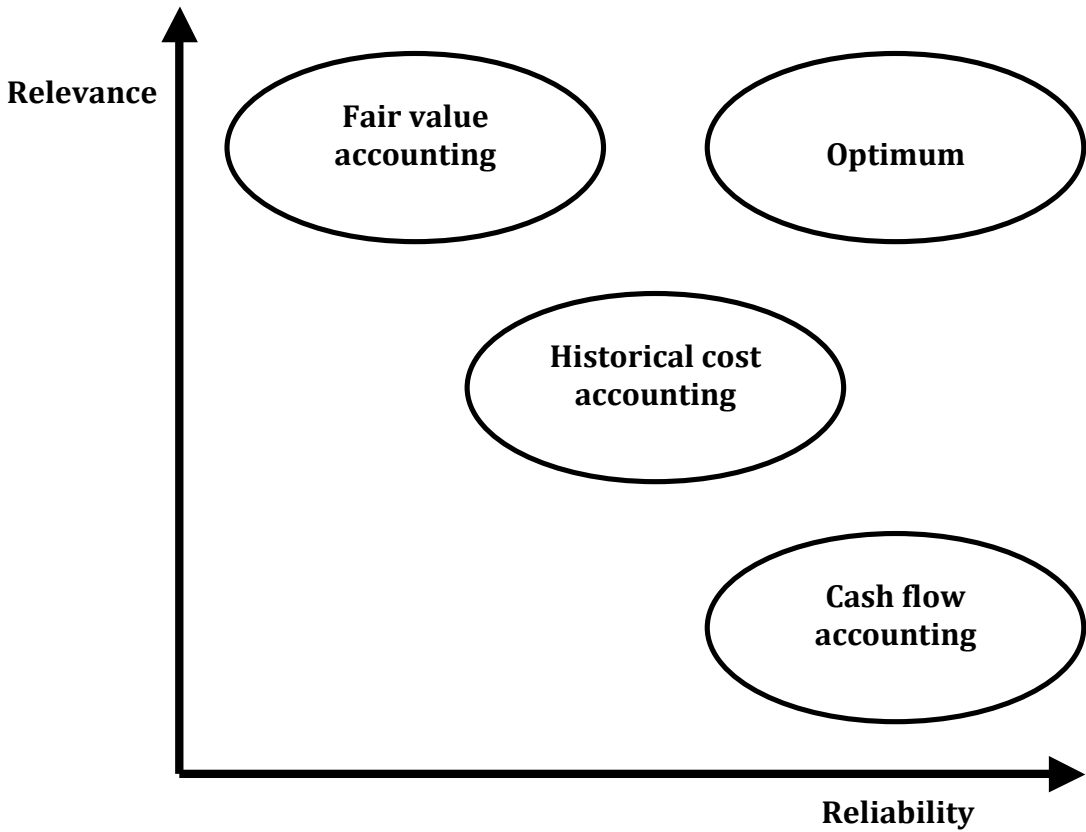 Relevance
Fair value
accounting
Optimum
Historical cost
accounting
Cash flow
accounting
Reliability